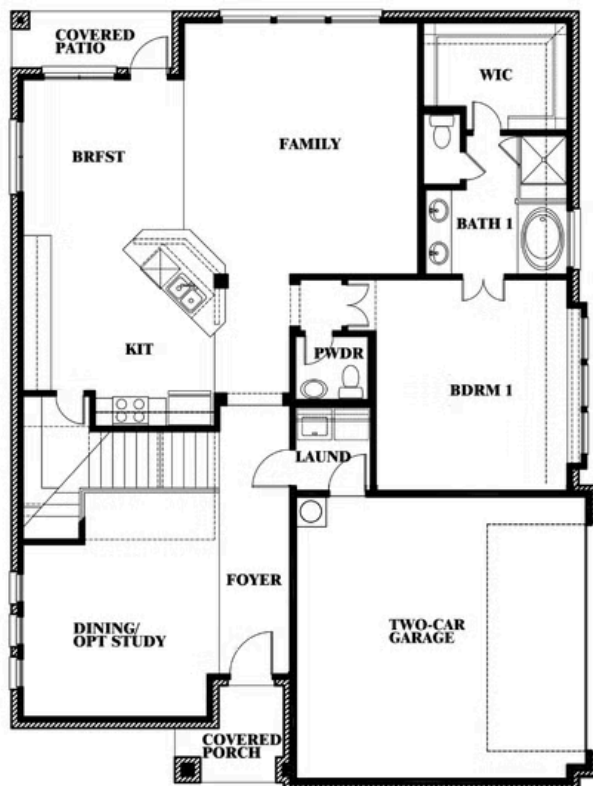 COVERED
PATIO
WIC
BRFST
FAMILY
BATH 1
KIT
PWDR
BDRM 1
LAUND
FOYER
DINING/
OPT STUDY
TWO-CAR
GARAGE
COVERED
PORCH